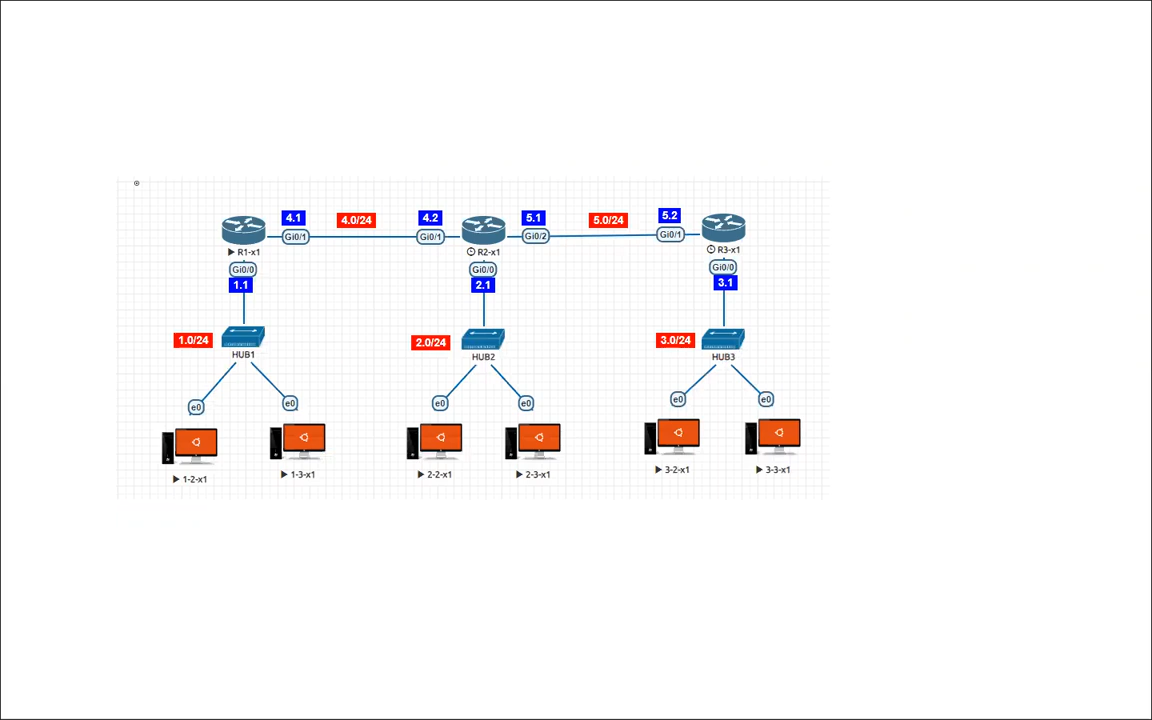 4.1 4.0/24 4.2 5.1 5.0/24 5.2
Gi0/1 Gi0/1 Gi0/2 Gi0/1
R1-x1 R2-x1 R3-x1
Gi0/0 Gi0/0 Gi0/0
1.1 2.1 3.1
1.0/24 2.0/24 3.0/24
HUB1 HUB2 HUB3
e0 e0 e0 e0 e0 e0
1-2-x1 1-3-x1 2-2-x1 2-3-x1 3-2-x1 3-3-x1